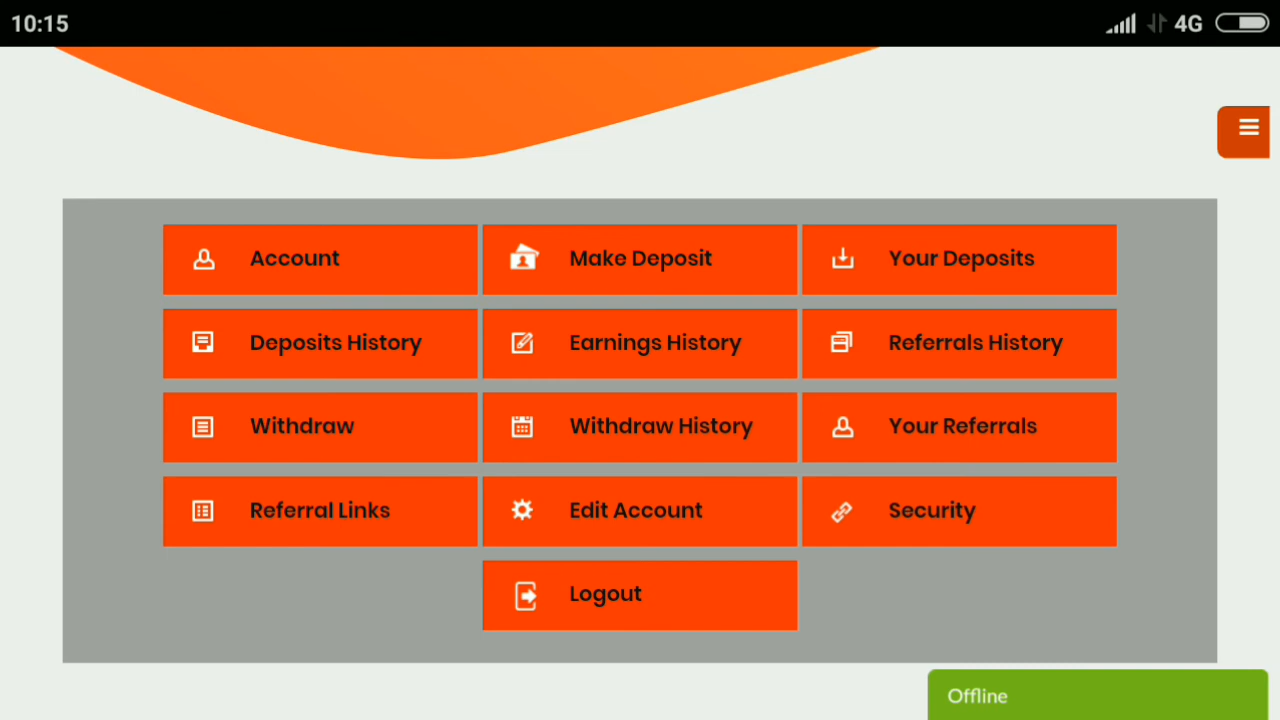 10:15
4G
Account
Make Deposit
Your Deposits
Deposits History
Earnings History
Referrals History
Withdraw
Withdraw History
Your Referrals
Referral Links
Edit Account
Security
Logout
Offline